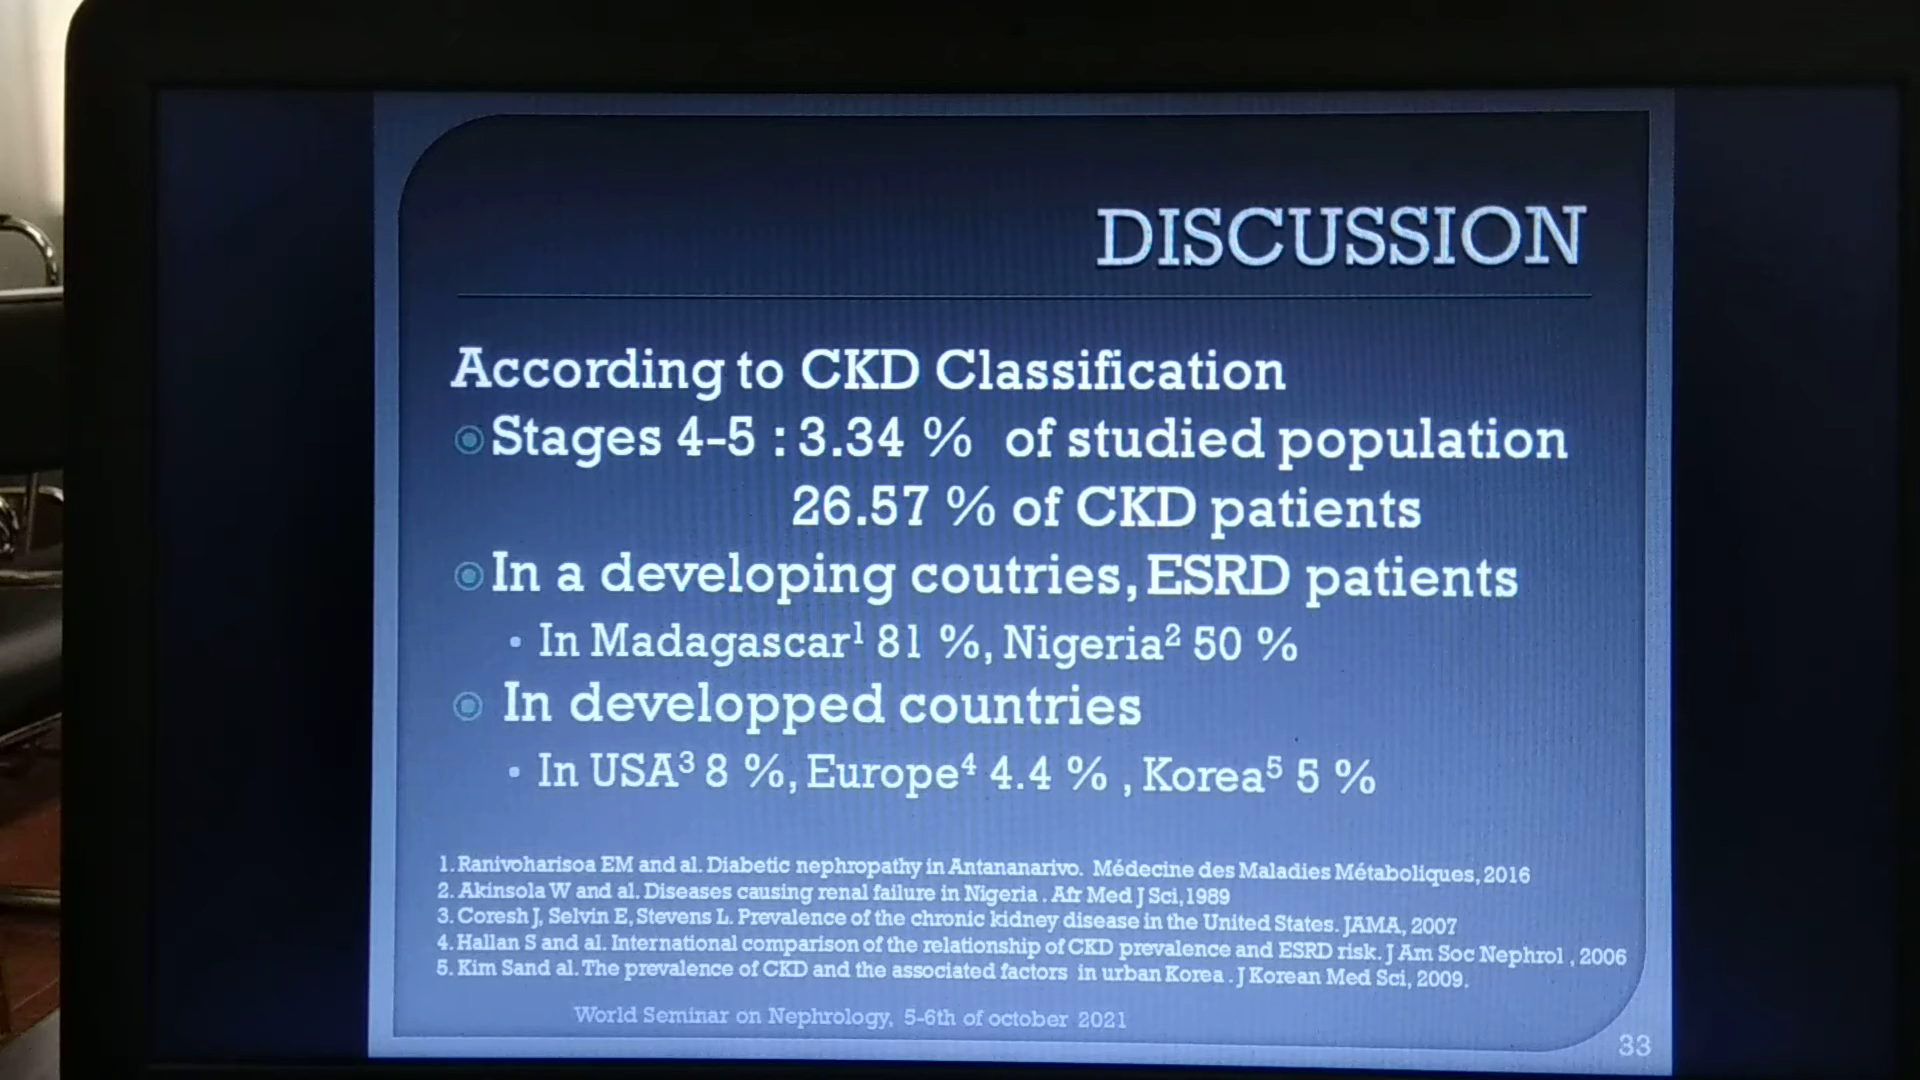 DISCUSSION
According to CKD Classification
Stages 4-5 : 3.34 % of studied population
26.57 % of CKD patients
In a developing coutries, ESRD patients
• In Madagascar¹ 81 %, Nigeria² 50 %
In developped countries
• In USA³ 8 %, Europe⁴ 4.4 % , Korea⁵ 5 %
1. Ranivoharisoa EM and al. Diabetic nephropathy in Antananarivo. Médecine des Maladies Métaboliques, 2016
2. Akinsola W and al. Diseases causing renal failure in Nigeria . Afr Med J Sci,1989
3. Coresh J, Selvin E, Stevens L. Prevalence of the chronic kidney disease in the United States. JAMA, 2007
4. Hallan S and al. International comparison of the relationship of CKD prevalence and ESRD risk. J Am Soc Nephrol , 2006
5. Kim Sand al. The prevalence of CKD and the associated factors in urban Korea . J Korean Med Sci, 2009.
World Seminar on Nephrology, 5-6th of october 2021
33